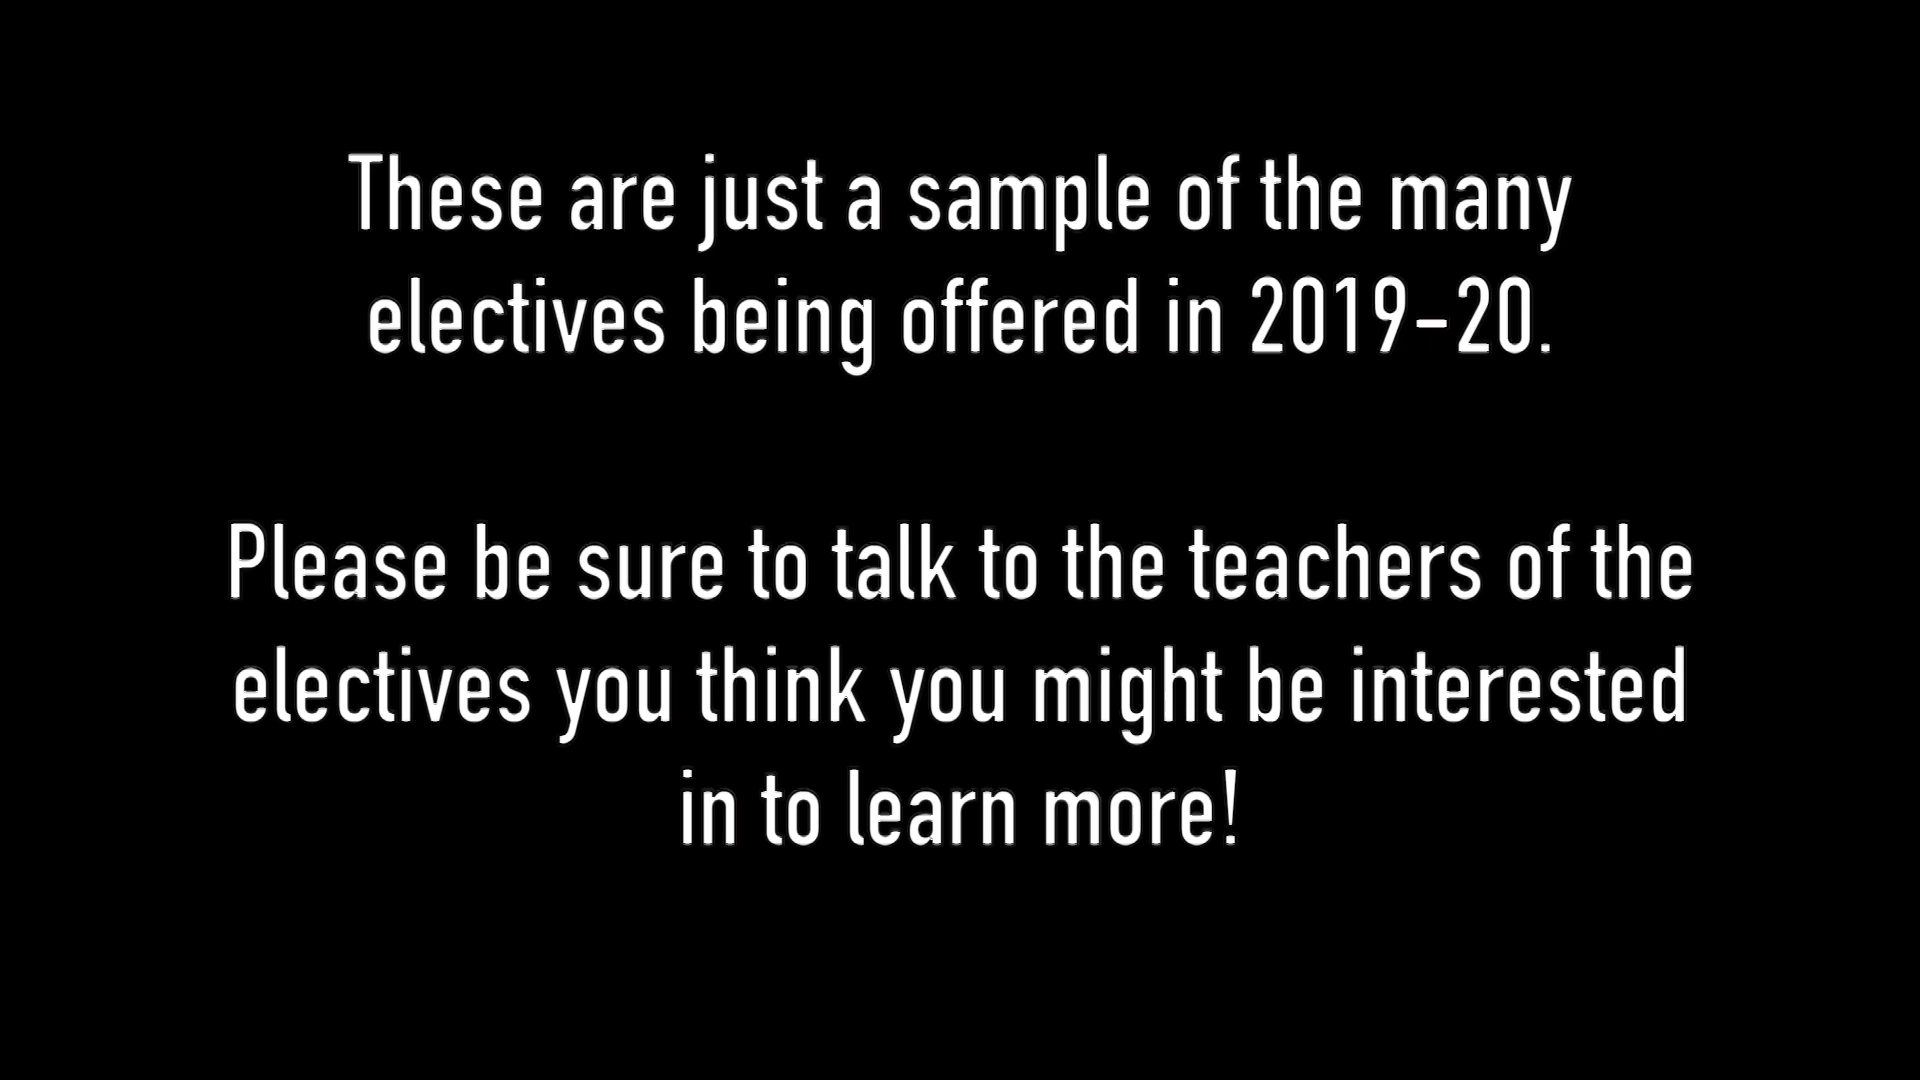 These are just a sample of the many
electives being offered in 2019-20.
Please be sure to talk to the teachers of the
electives you think you might be interested
in to learn more!